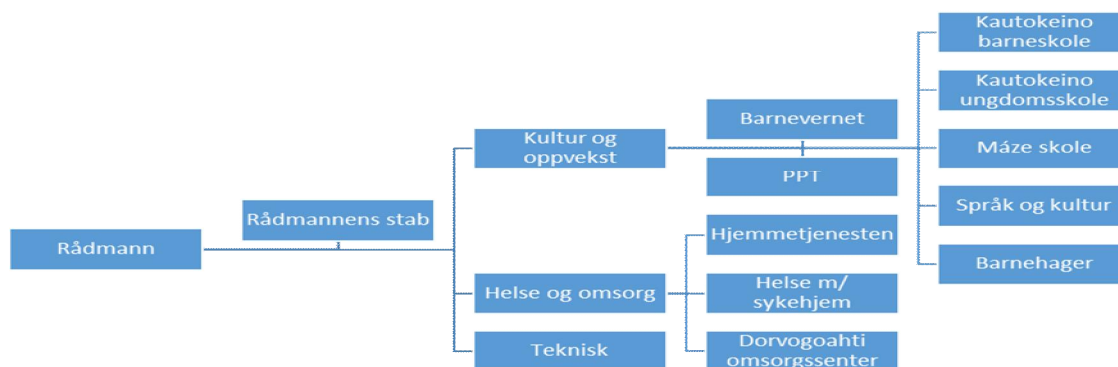 Rådmann
Rådmannens stab
Kultur og
oppvekst
Barnevernet
PPT
Kautokeino
barneskole
Kautokeino
ungdomsskole
Máze skole
Språk og kultur
Barnehager
Helse og omsorg
Hjemmetjenesten
Helse m/
sykehjem
Dorvogoahti
omsorgssenter
Teknisk